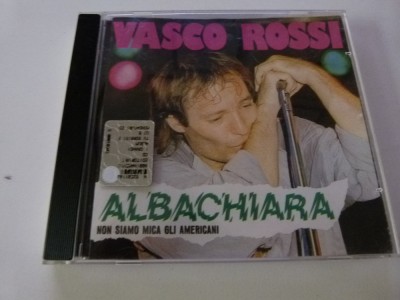 VASCO ROSSI
ALBACHIARA
NON SIAMO MICA GLI AMERICANI